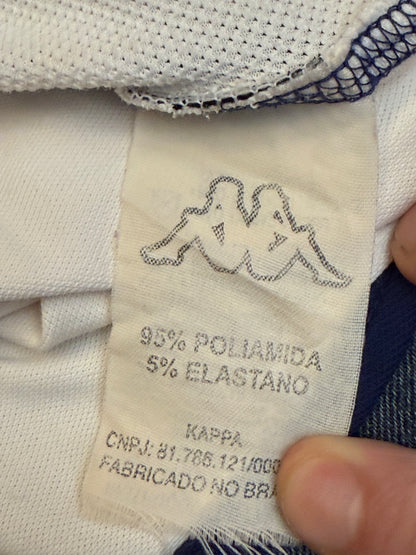 95% POLIAMIDA
5% ELASTANO
KAPPA
CNPJ: 81.766.121/000
FABRICADO NO BRA